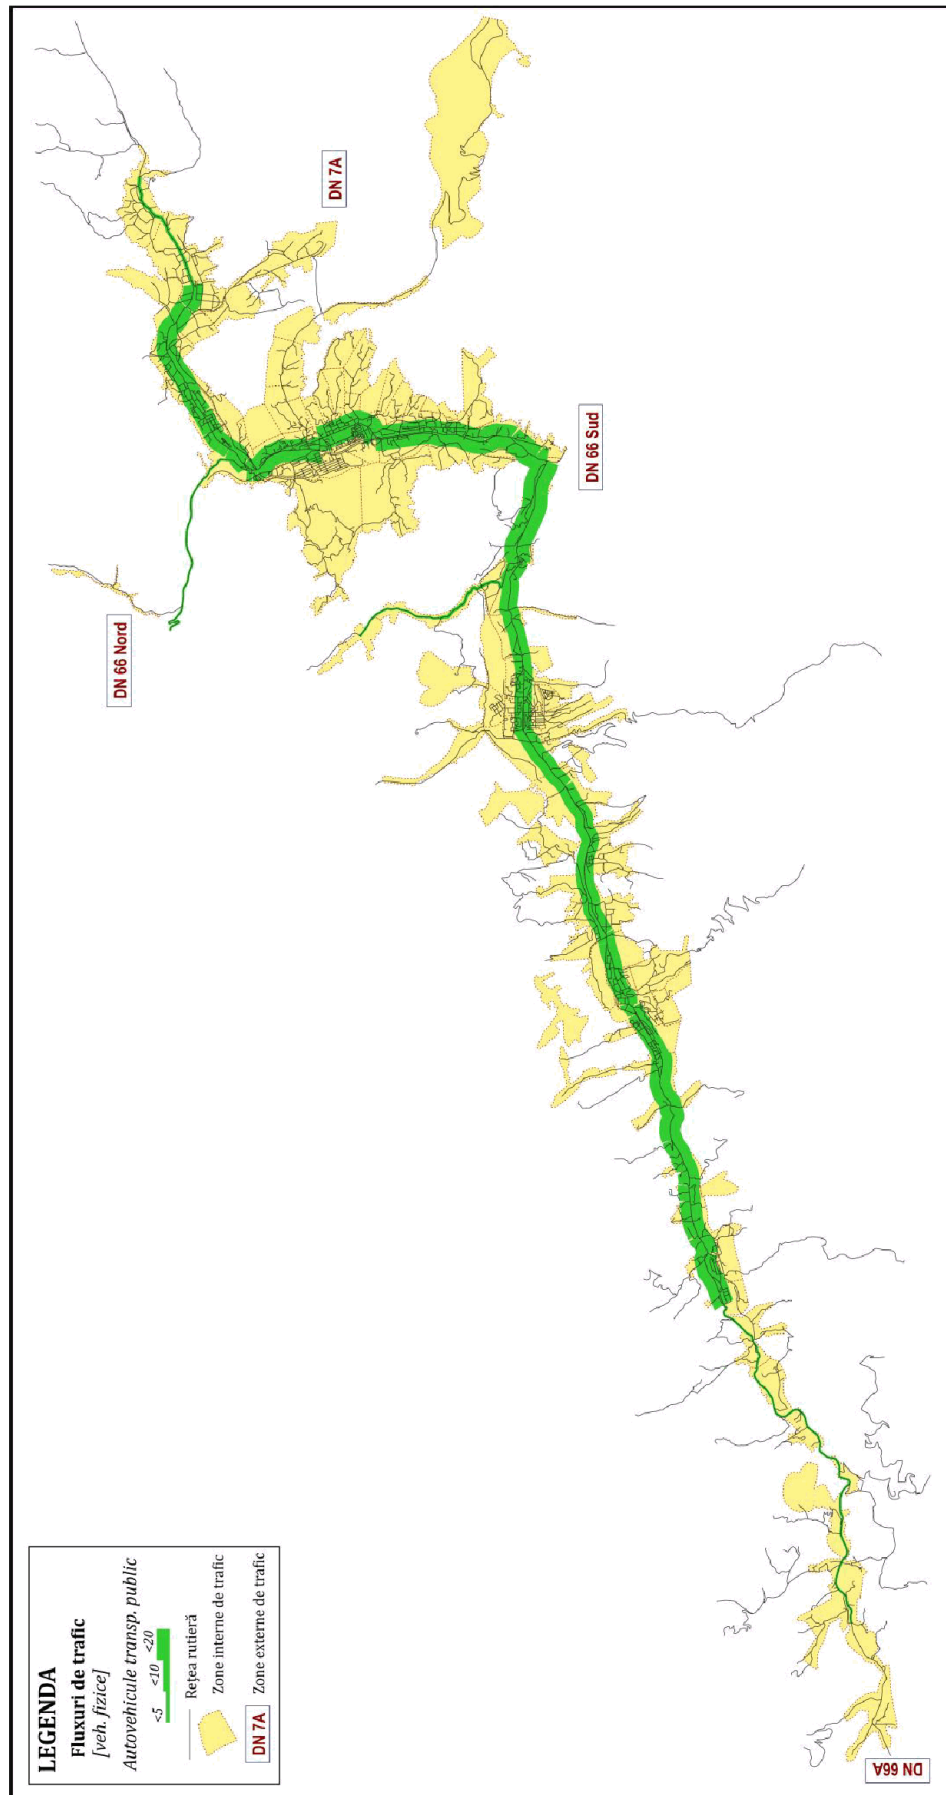 DN 7A
DN 66 Sud
DN 66 Nord
DN 66A
LEGENDA
Fluxuri de trafic
[veh. fizice]
Autovehicule transp. public
<5 <10 <20
Rețea rutieră
Zone interne de trafic
DN 7A Zone externe de trafic